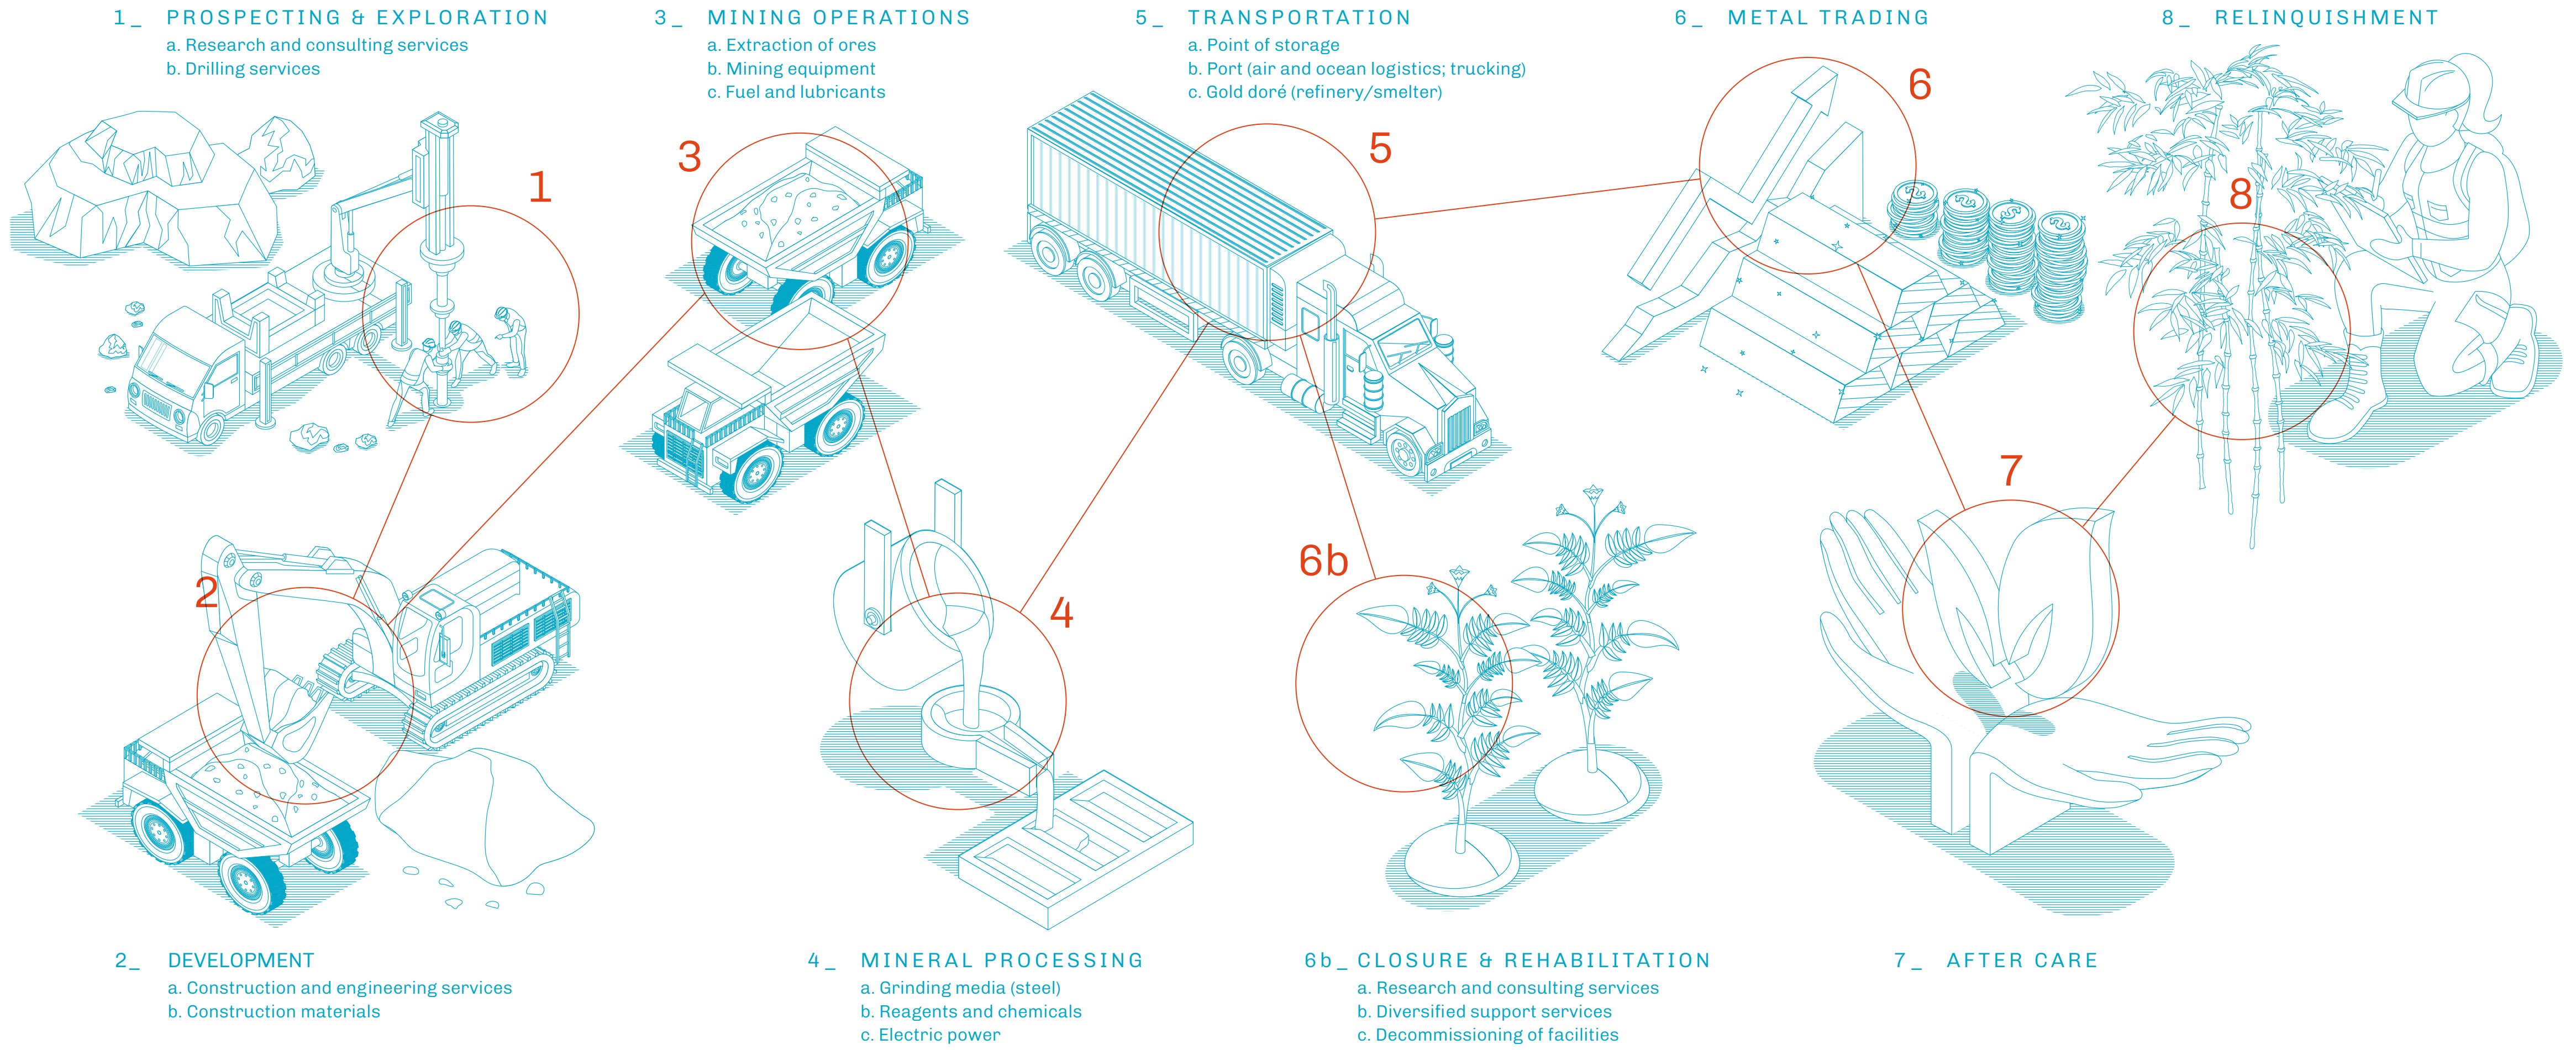 1_ PROSPECTING & EXPLORATION
a. Research and consulting services
b. Drilling services
3_ MINING OPERATIONS
a. Extraction of ores
b. Mining equipment
c. Fuel and lubricants
5_ TRANSPORTATION
a. Point of storage
b. Port (air and ocean logistics; trucking)
c. Gold doré (refinery/smelter)
6_ METAL TRADING
8_ RELINQUISHMENT
1
3
5
6
8
2
4
6b
7
2_ DEVELOPMENT
a. Construction and engineering services
b. Construction materials
4_ MINERAL PROCESSING
a. Grinding media (steel)
b. Reagents and chemicals
c. Electric power
6b_ CLOSURE & REHABILITATION
a. Research and consulting services
b. Diversified support services
c. Decommissioning of facilities
7_ AFTER CARE